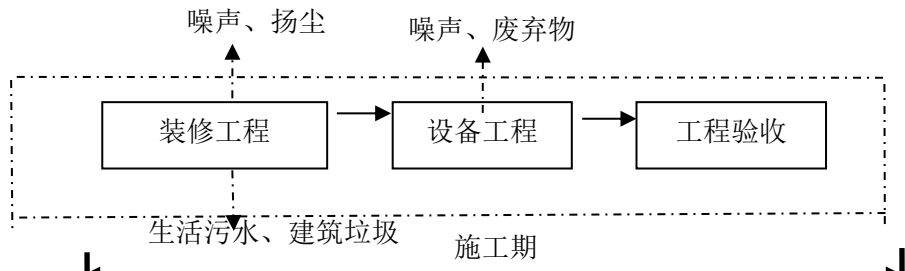 噪声、扬尘
噪声、废弃物
装修工程
设备工程
工程验收
生活污水、建筑垃圾
施工期